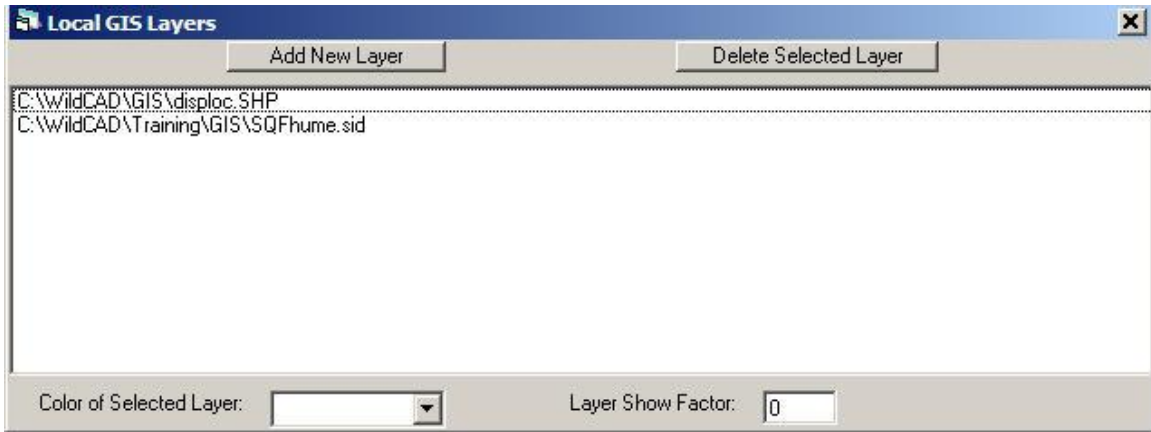 Local GIS Layers
Add New Layer Delete Selected Layer
C:\WildCAD\GIS\disploc.SHP
C:\WildCAD\Training\GIS\SQFhume.sid
Color of Selected Layer: Layer Show Factor: 0